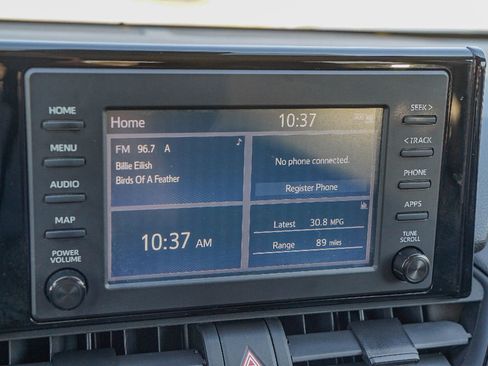 HOME
MENU
AUDIO
MAP
POWER
VOLUME
Home 10:37
FM 96.7 A
Billie Eilish
Birds Of A Feather
No phone connected.
Register Phone
10:37 AM
Latest 30.8 MPG
Range 89 miles
SEEK >
< TRACK
PHONE
APPS
TUNE
SCROLL